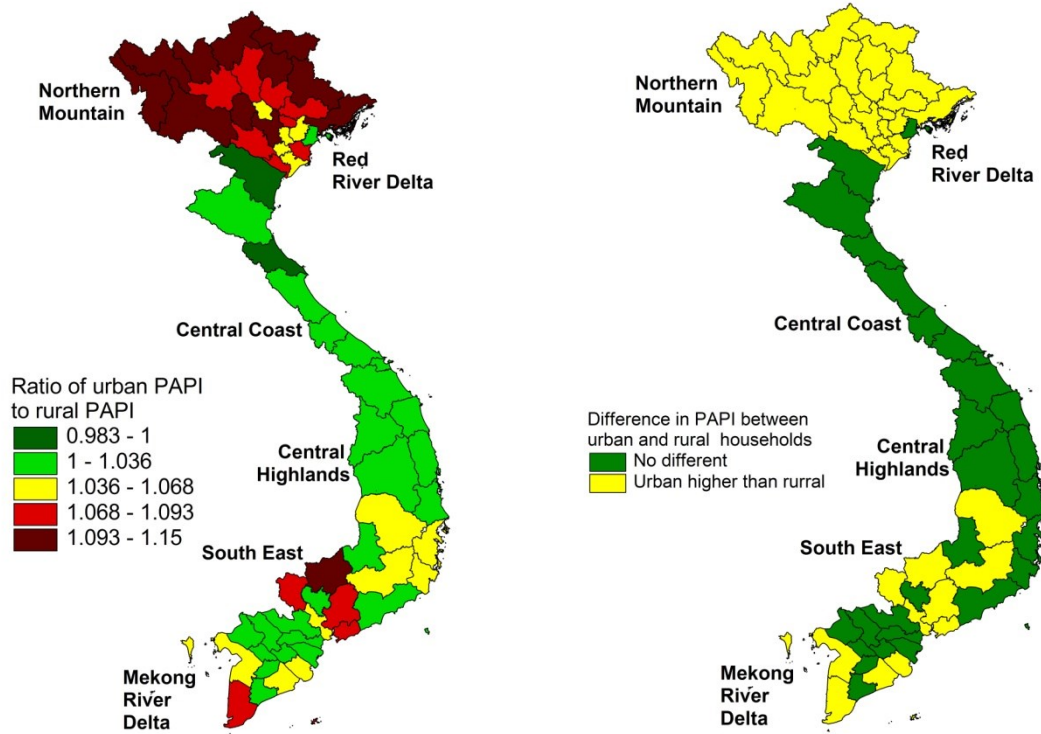 Northern
Mountain
Red
River Delta
Central Coast
Ratio of urban PAPI
to rural PAPI
0.983 - 1
1 - 1.036
1.036 - 1.068
1.068 - 1.093
1.093 - 1.15
Central
Highlands
South East
Mekong
River
Delta
Northern
Mountain
Red
River Delta
Central Coast
Difference in PAPI between
urban and rural households
No different
Urban higher than rurral
Central
Highlands
South East
Mekong
River
Delta